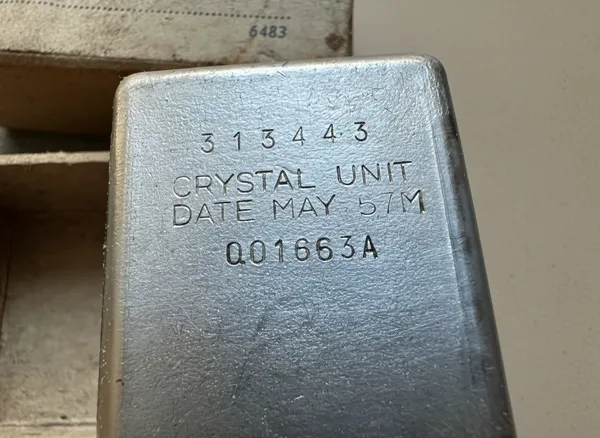 6483
313443
CRYSTAL UNIT
DATE MAY 57M
Q01663A